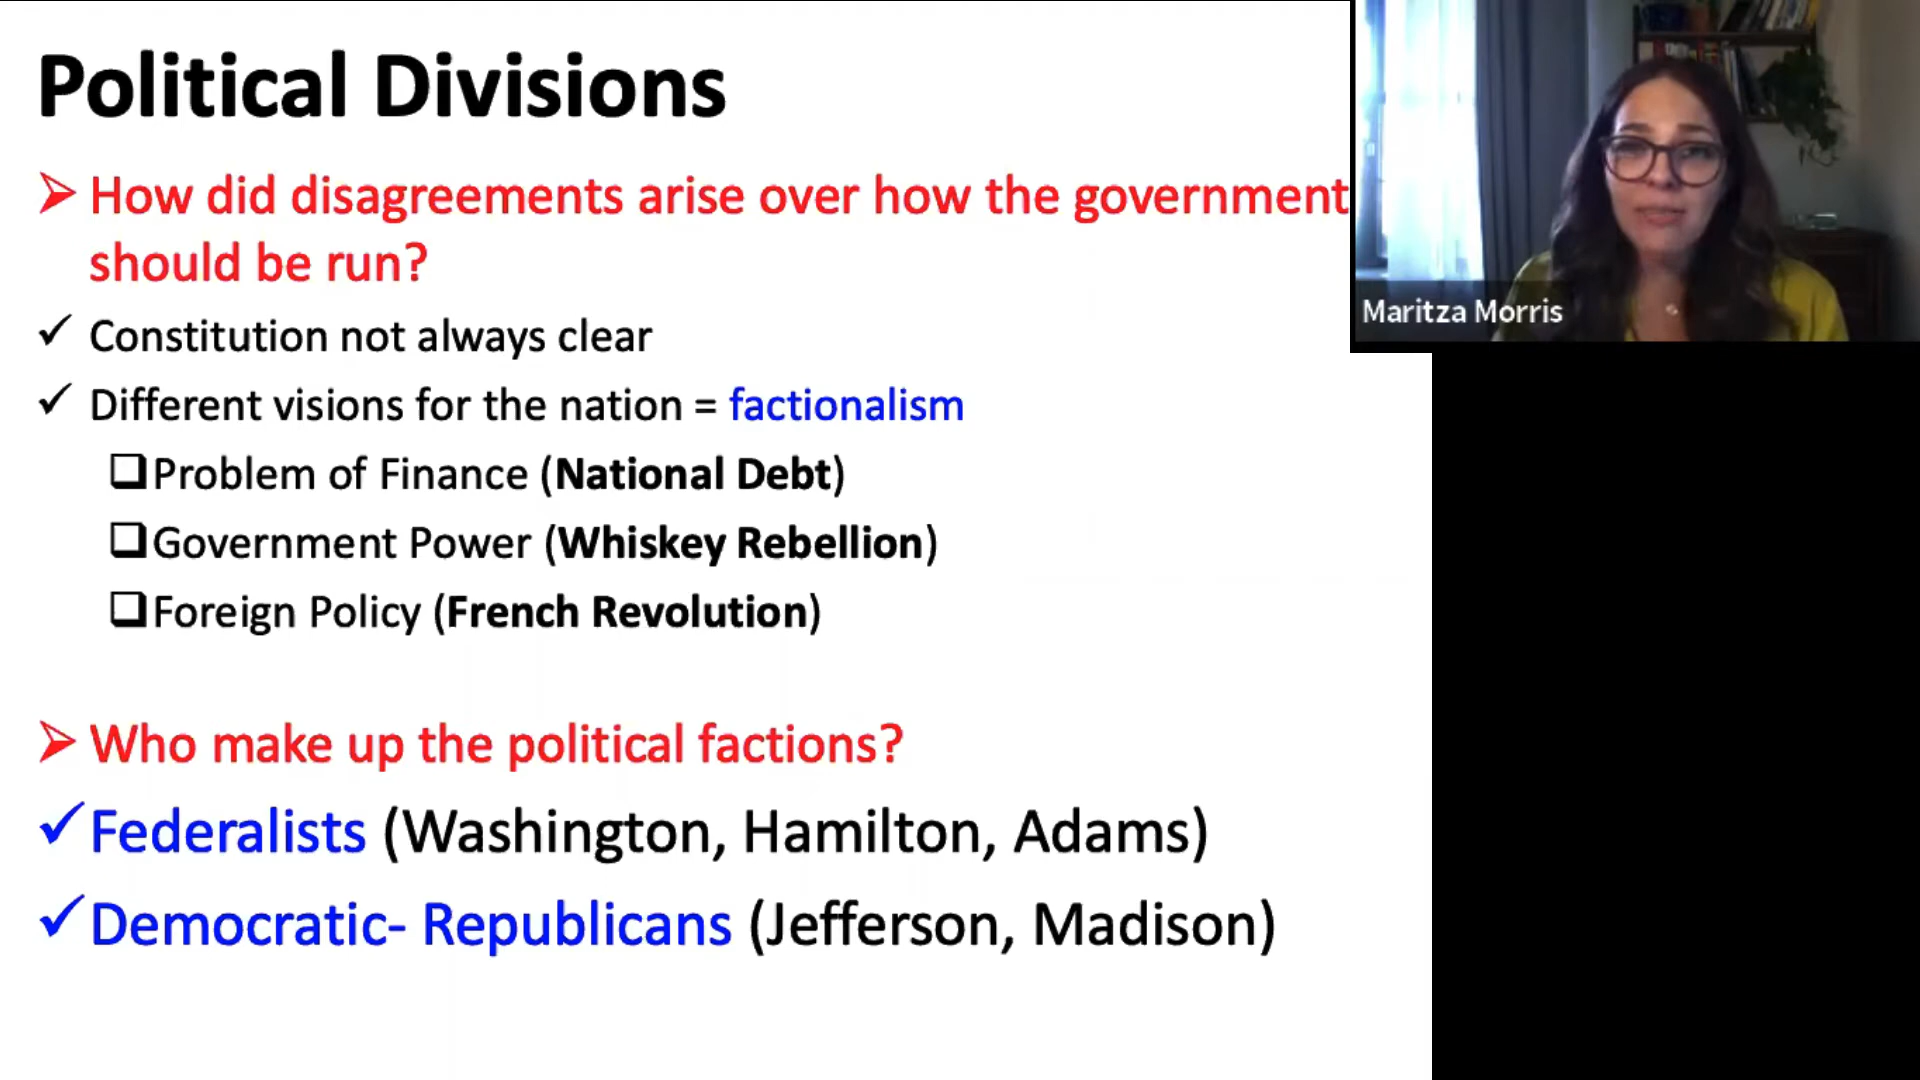 Political Divisions
How did disagreements arise over how the government
should be run?
Constitution not always clear
Different visions for the nation = factionalism
Problem of Finance (National Debt)
Government Power (Whiskey Rebellion)
Foreign Policy (French Revolution)
Who make up the political factions?
Federalists (Washington, Hamilton, Adams)
Democratic- Republicans (Jefferson, Madison)
Maritza Morris